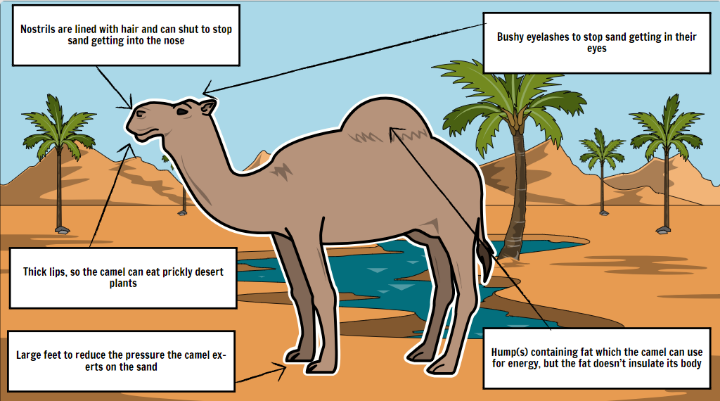 Nostrils are lined with hair and can shut to stop
sand getting into the nose
Bushy eyelashes to stop sand getting in their
eyes
Thick lips, so the camel can eat prickly desert
plants
Large feet to reduce the pressure the camel ex-
erts on the sand
Hump(s) containing fat which the camel can use
for energy, but the fat doesn't insulate its body